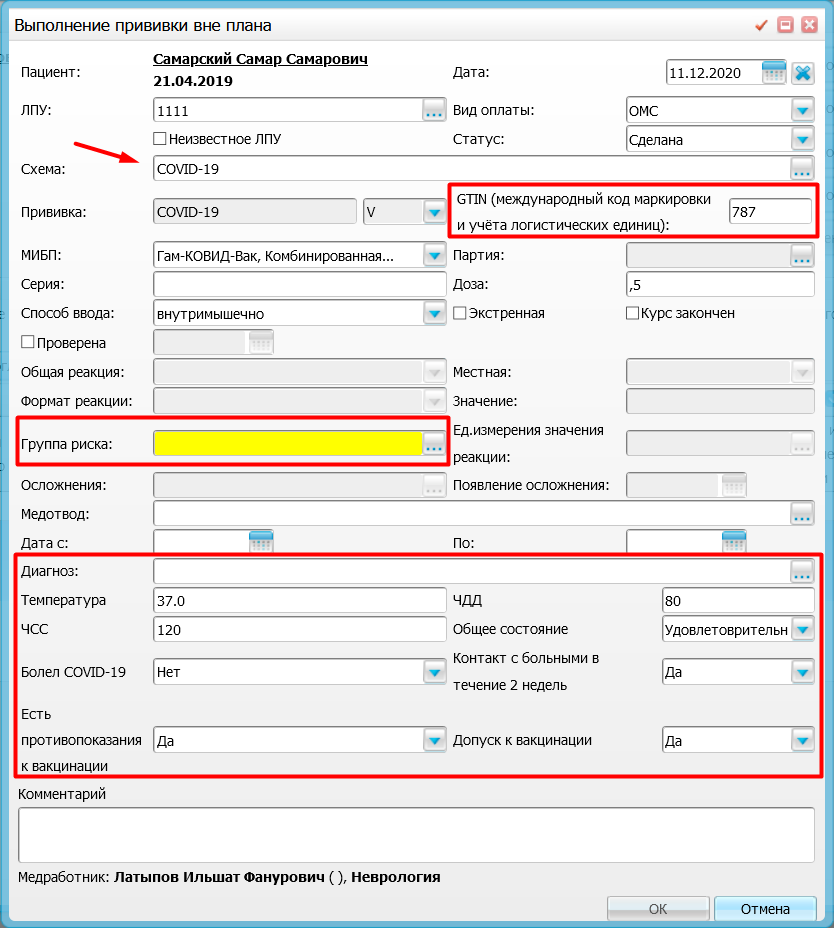 Выполнение прививки вне плана
Пациент: Самарский Самар Самарович
21.04.2019
Дата: 11.12.2020
ЛПУ: 1111 ...
Вид оплаты: ОМС
Неизвестное ЛПУ
Статус: Сделана
Схема: COVID-19 ...
Прививка: COVID-19 V
GTIN (международный код маркировки
и учёта логистических единиц): 787
МИБП: Гам-КОВИД-Вак, Комбинированная...
Партия: ...
Серия:
Доза: ,5
Способ ввода: внутримышечно
Экстренная
Курс закончен
Проверена
Общая реакция:
Местная:
Формат реакции:
Значение:
Группа риска: ...
Ед.измерения значения
реакции: ...
Осложнения: ...
Появление осложнения:
Медотвод: ...
Дата с:
По:
Диагноз: ...
Температура 37.0
ЧДД 80
ЧСС 120
Общее состояние Удовлетоврительн
Болел COVID-19 Нет
Контакт с больными в
течение 2 недель Да
Есть
противопоказания
к вакцинации Да
Допуск к вакцинации Да
Комментарий
Медработник: Латыпов Ильшат Фанурович ( ), Неврология
ОК
Отмена